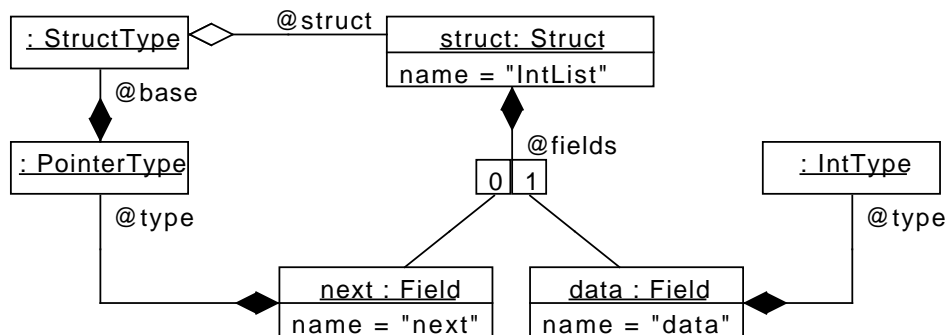 @struct
: StructType
struct: Struct
name = "IntList"
@base
: PointerType
@fields
: IntType
0 1
@type
@type
next : Field
data : Field
name = "next"
name = "data"